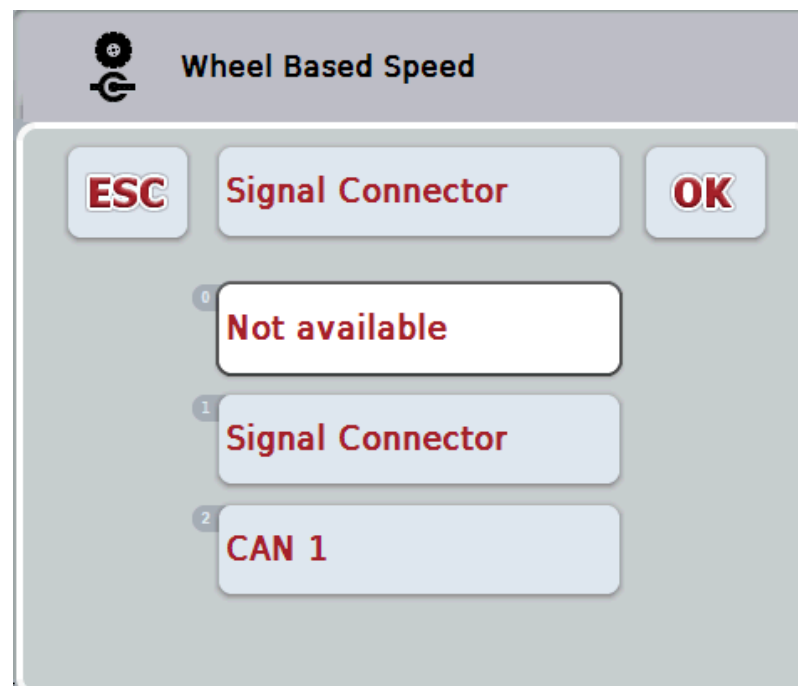 Wheel Based Speed
ESC
Signal Connector
OK
0
Not available
1
Signal Connector
2
CAN 1